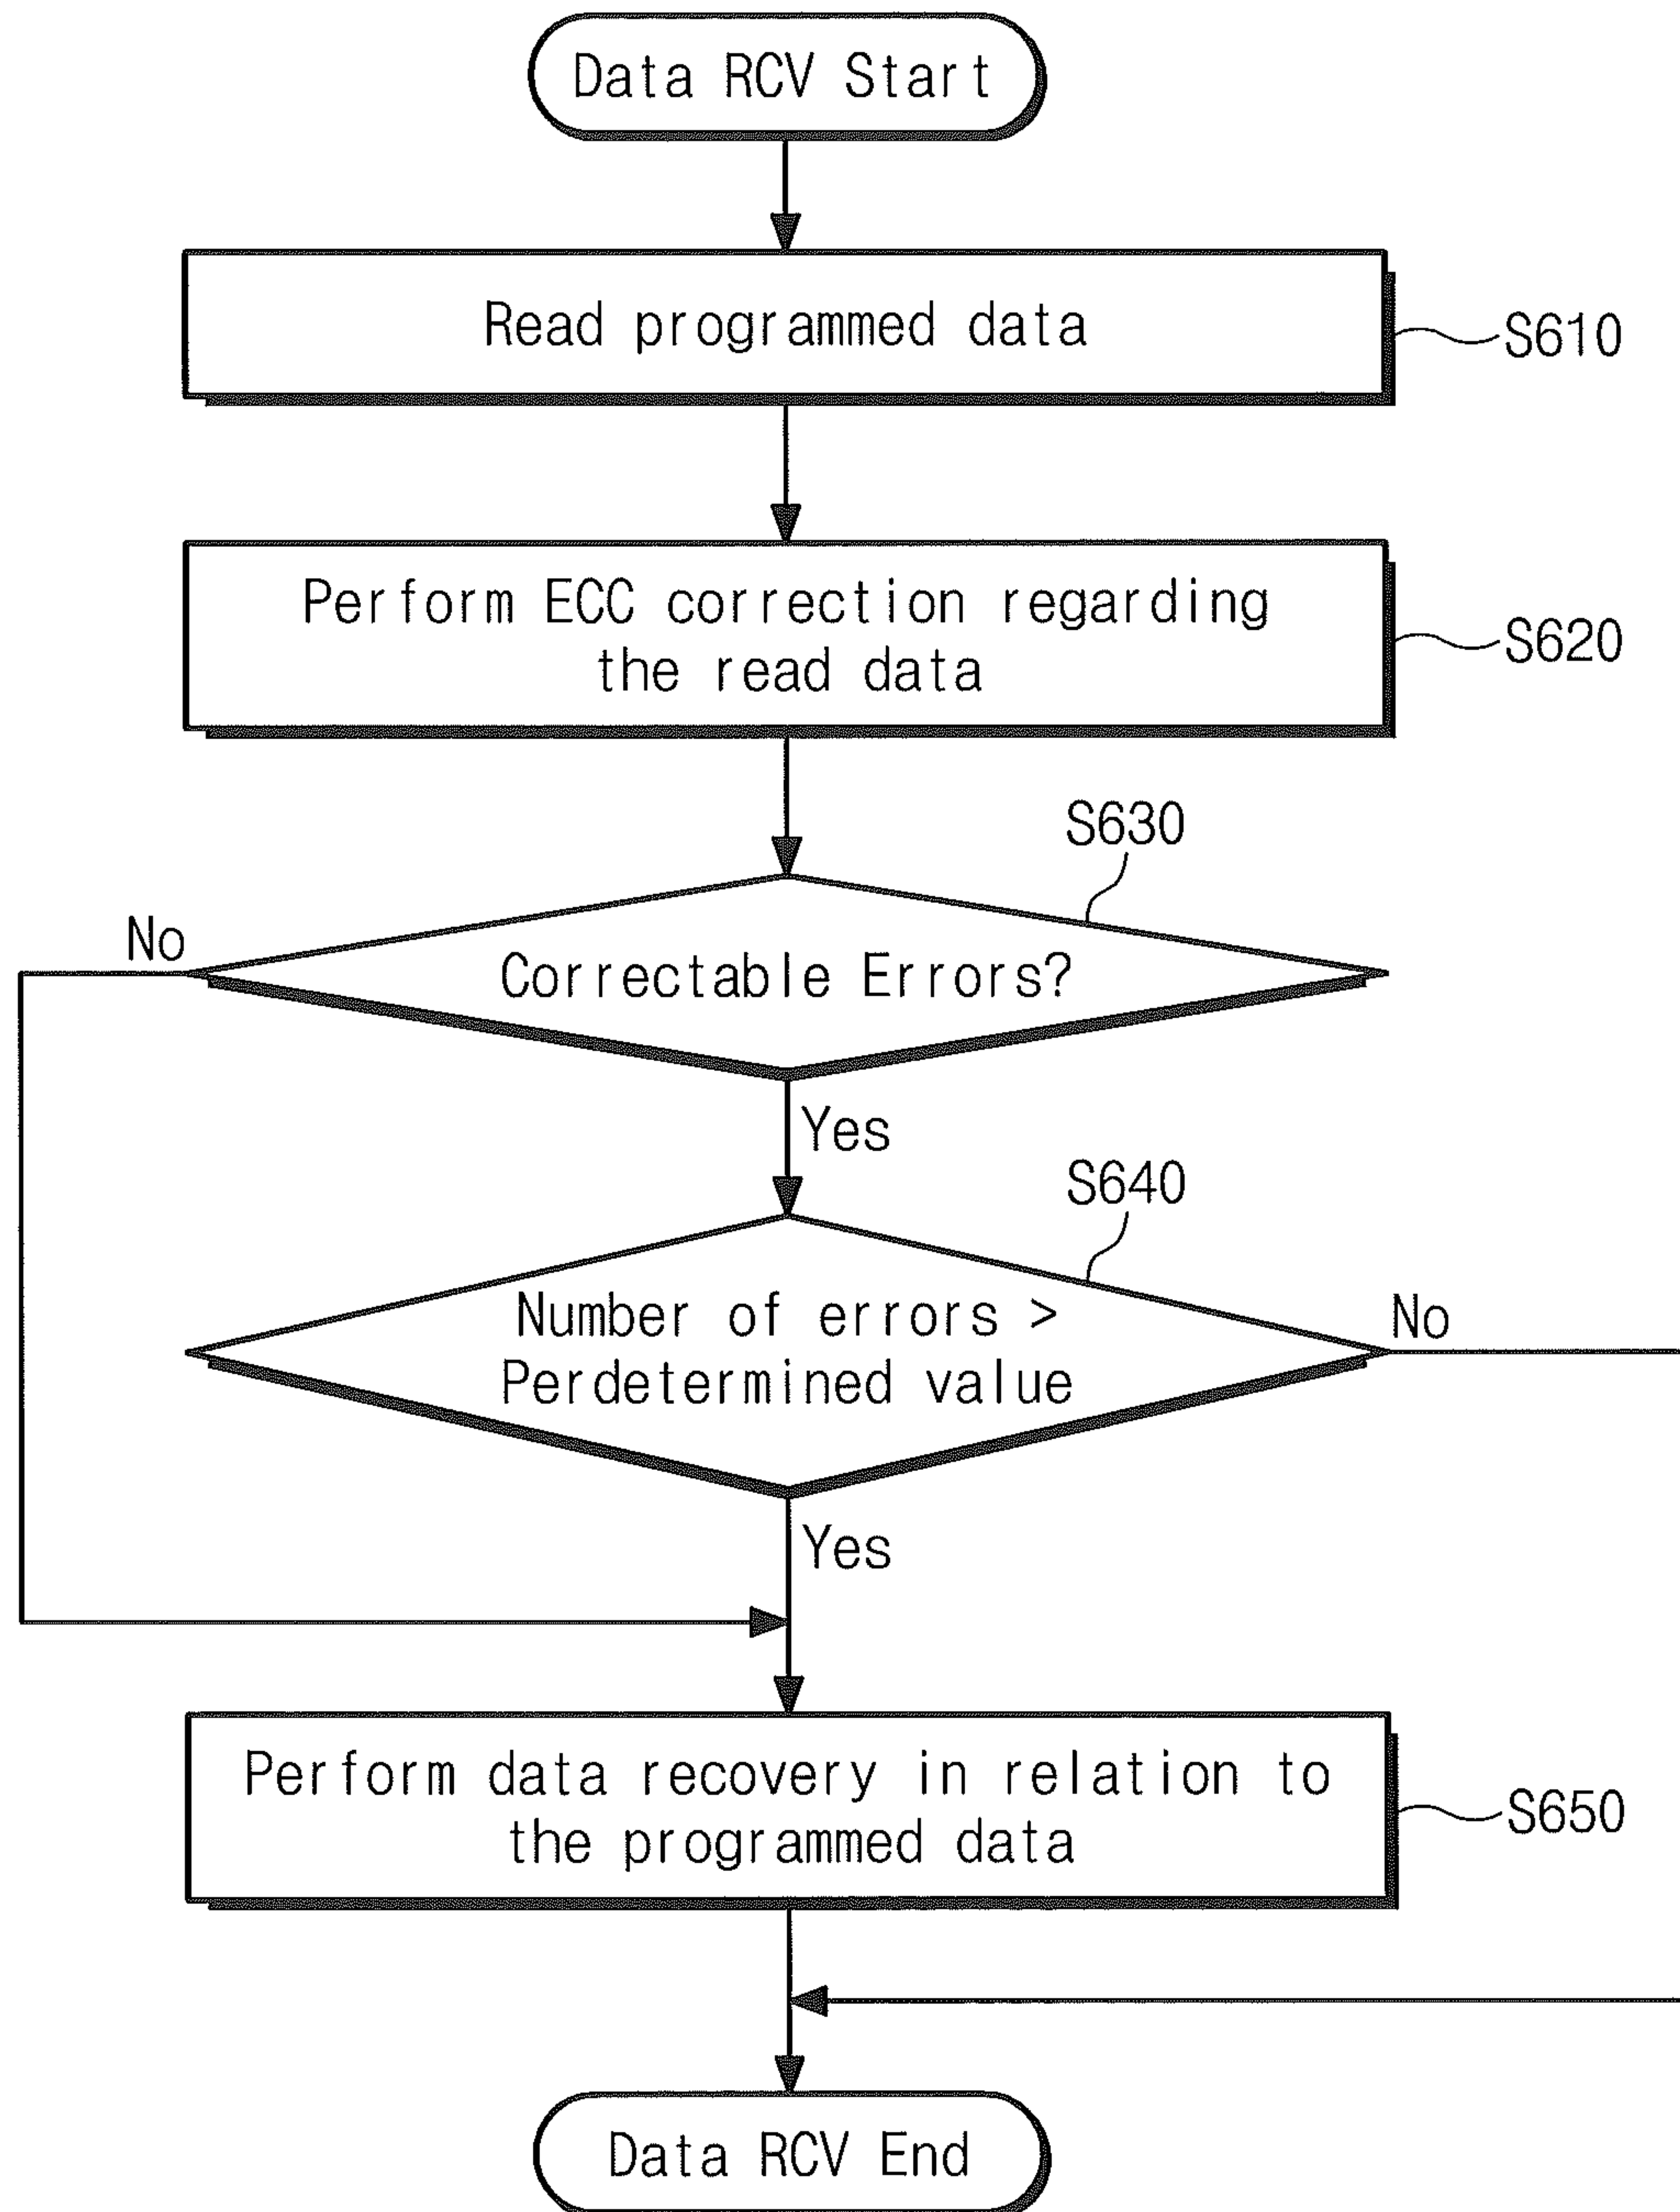 Data RCV Start
Read programmed data
S610
Perform ECC correction regarding
the read data
S620
S630
No
Correctable Errors?
Yes
S640
Number of errors >
Perdetermined value
No
Yes
Perform data recovery in relation to
the programmed data
S650
Data RCV End